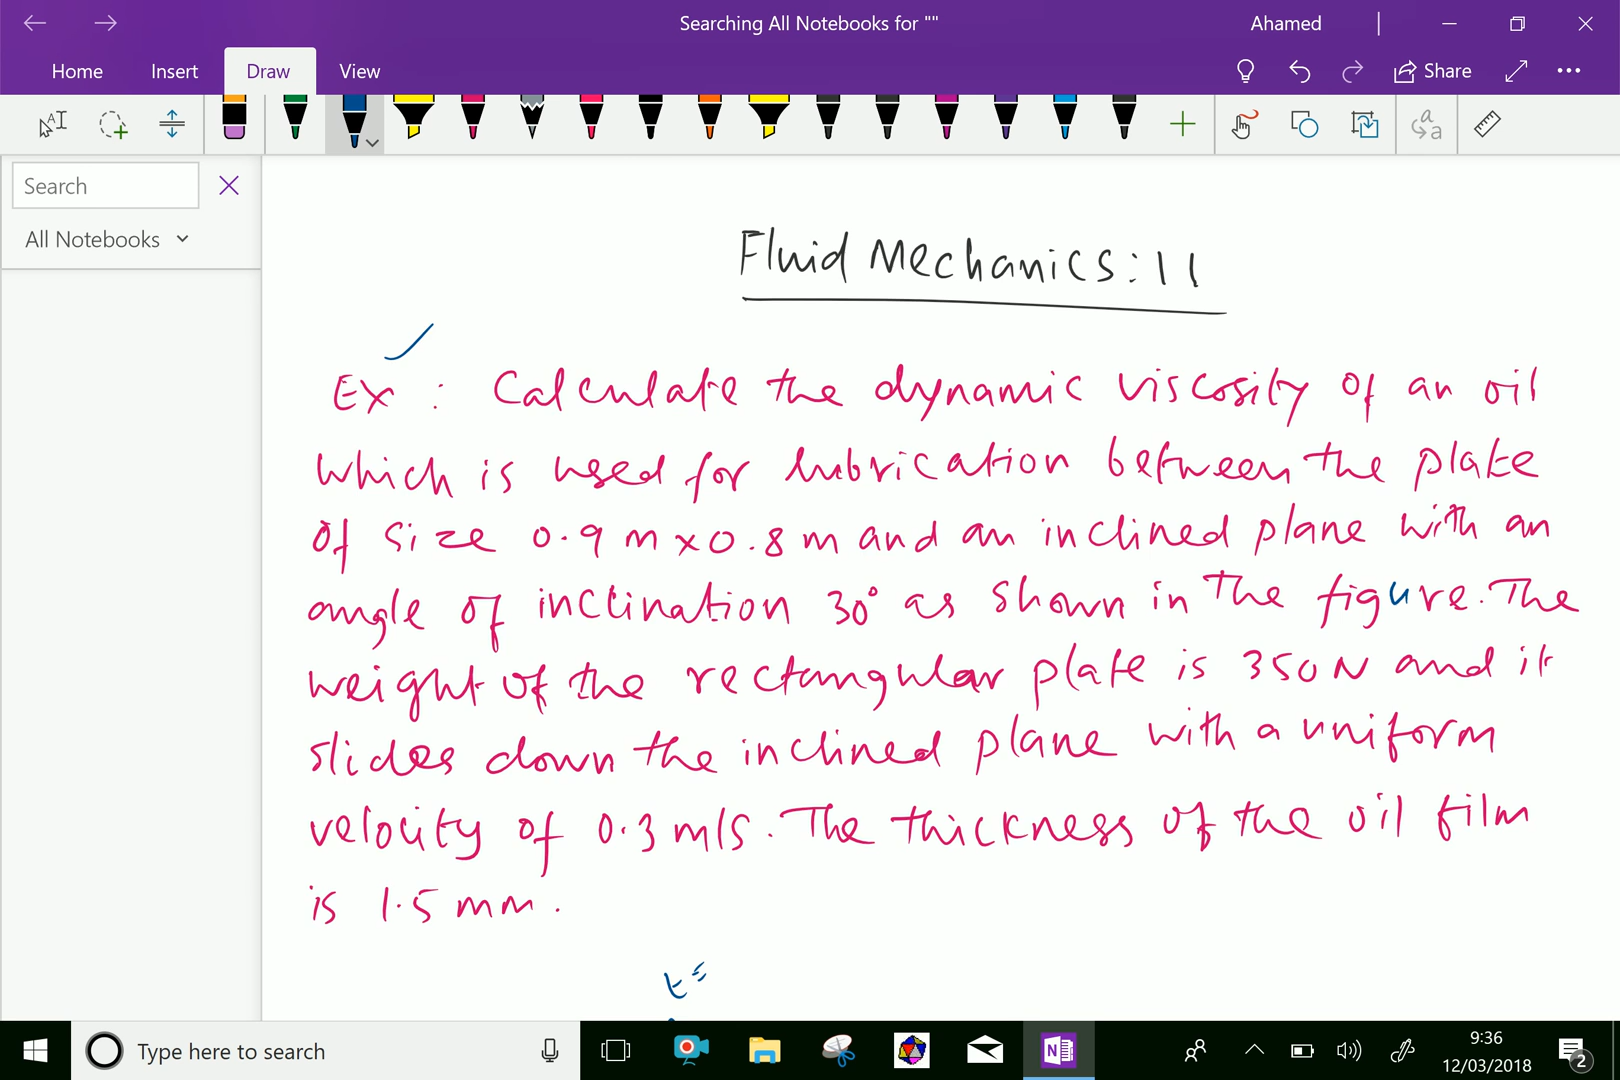 Searching All Notebooks for ""
Ahamed
Home Insert Draw View
Share
Search
All Notebooks
Fluid Mechanics: 11
Ex : Calculate the dynamic viscosity of an oil
which is used for lubrication between the plate
of size 0.9 m x 0.8 m and an inclined plane with an
angle of inclination 30° as shown in the figure. The
weight of the rectangular plate is 350 N and it
slides down the inclined plane with a uniform
velocity of 0.3 m/s. The thickness of the oil film
is 1.5 mm.
t =
Type here to search
9:36
12/03/2018
2